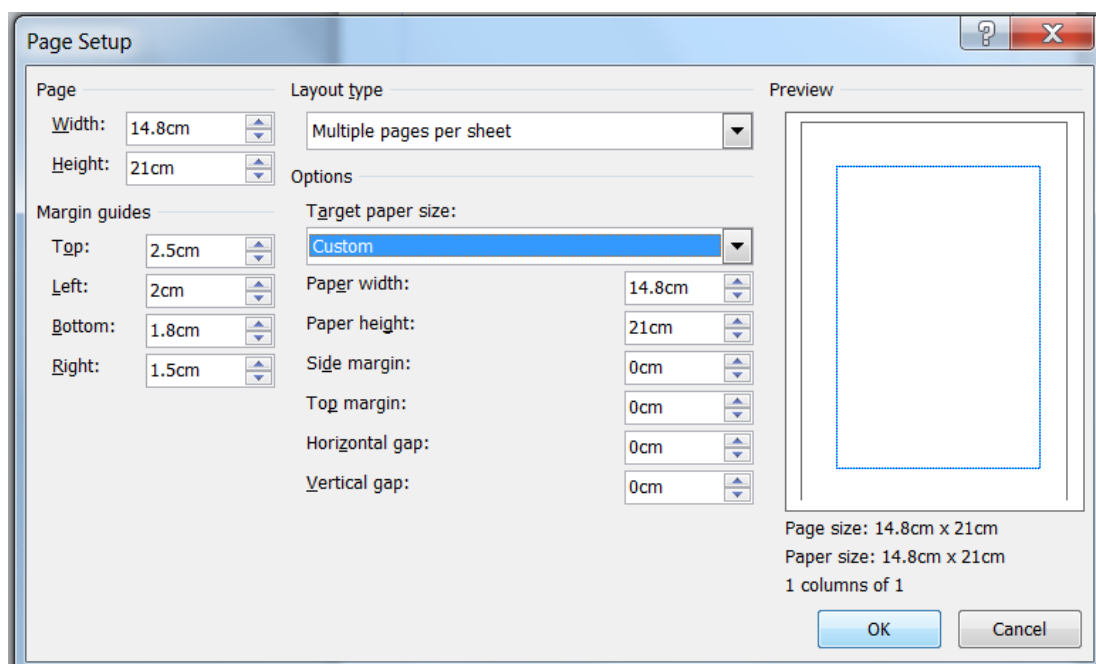 Page Setup
Page
Width: 14.8cm
Height: 21cm
Margin guides
Top: 2.5cm
Left: 2cm
Bottom: 1.8cm
Right: 1.5cm
Layout type
Multiple pages per sheet
Options
Target paper size:
Custom
Paper width: 14.8cm
Paper height: 21cm
Side margin: 0cm
Top margin: 0cm
Horizontal gap: 0cm
Vertical gap: 0cm
Preview
Page size: 14.8cm x 21cm
Paper size: 14.8cm x 21cm
1 columns of 1
OK Cancel